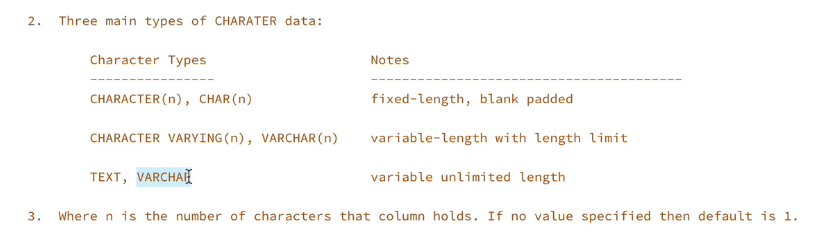 2. Three main types of CHARATER data:
Character Types Notes
---------------- ----------------------------------------
CHARACTER(n), CHAR(n) fixed-length, blank padded
CHARACTER VARYING(n), VARCHAR(n) variable-length with length limit
TEXT, VARCHAR variable unlimited length
3. Where n is the number of characters that column holds. If no value specified then default is 1.